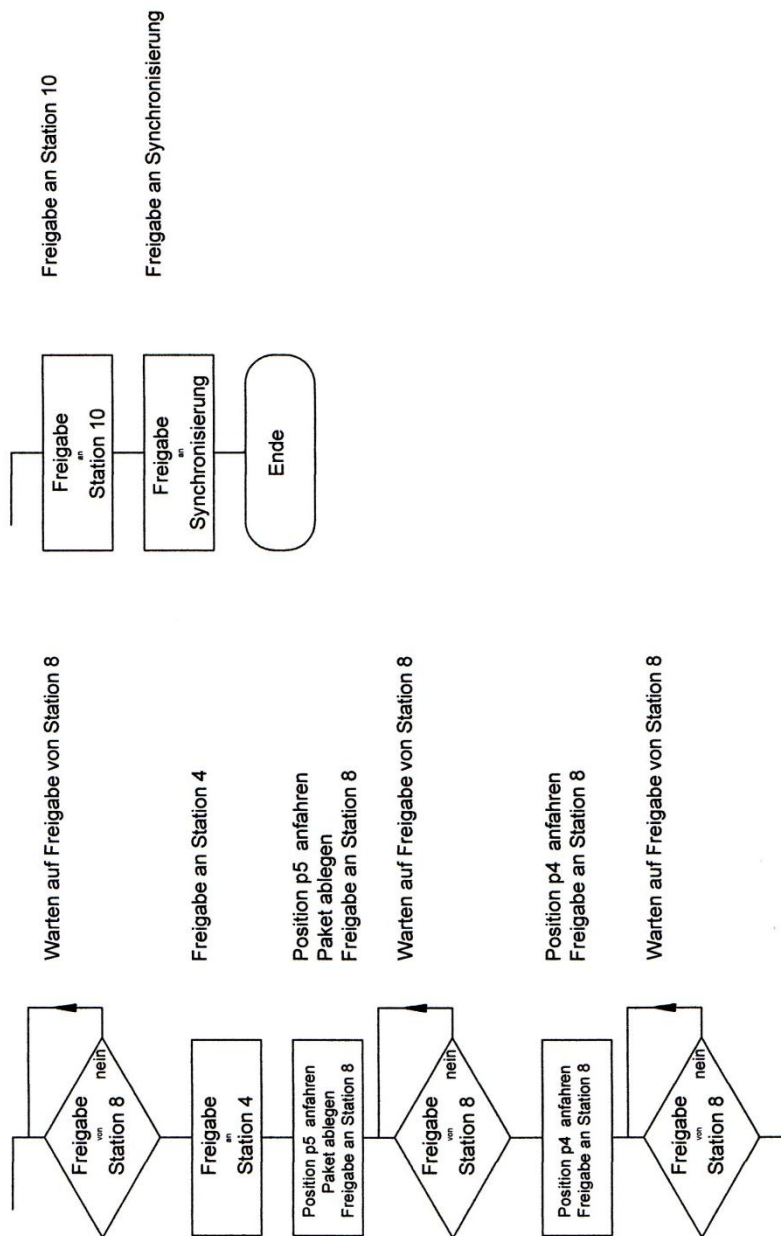 Freigabe
von
Station 8
nein
Warten auf Freigabe von Station 8
Freigabe
an
Station 4
Freigabe an Station 4
Position p5 anfahren
Paket ablegen
Freigabe an Station 8
Position p5 anfahren
Paket ablegen
Freigabe an Station 8
Freigabe
von
Station 8
nein
Warten auf Freigabe von Station 8
Position p4 anfahren
Freigabe an Station 8
Position p4 anfahren
Freigabe an Station 8
Freigabe
von
Station 8
nein
Warten auf Freigabe von Station 8
Freigabe
an
Station 10
Freigabe an Station 10
Freigabe
an
Synchronisierung
Freigabe an Synchronisierung
Ende